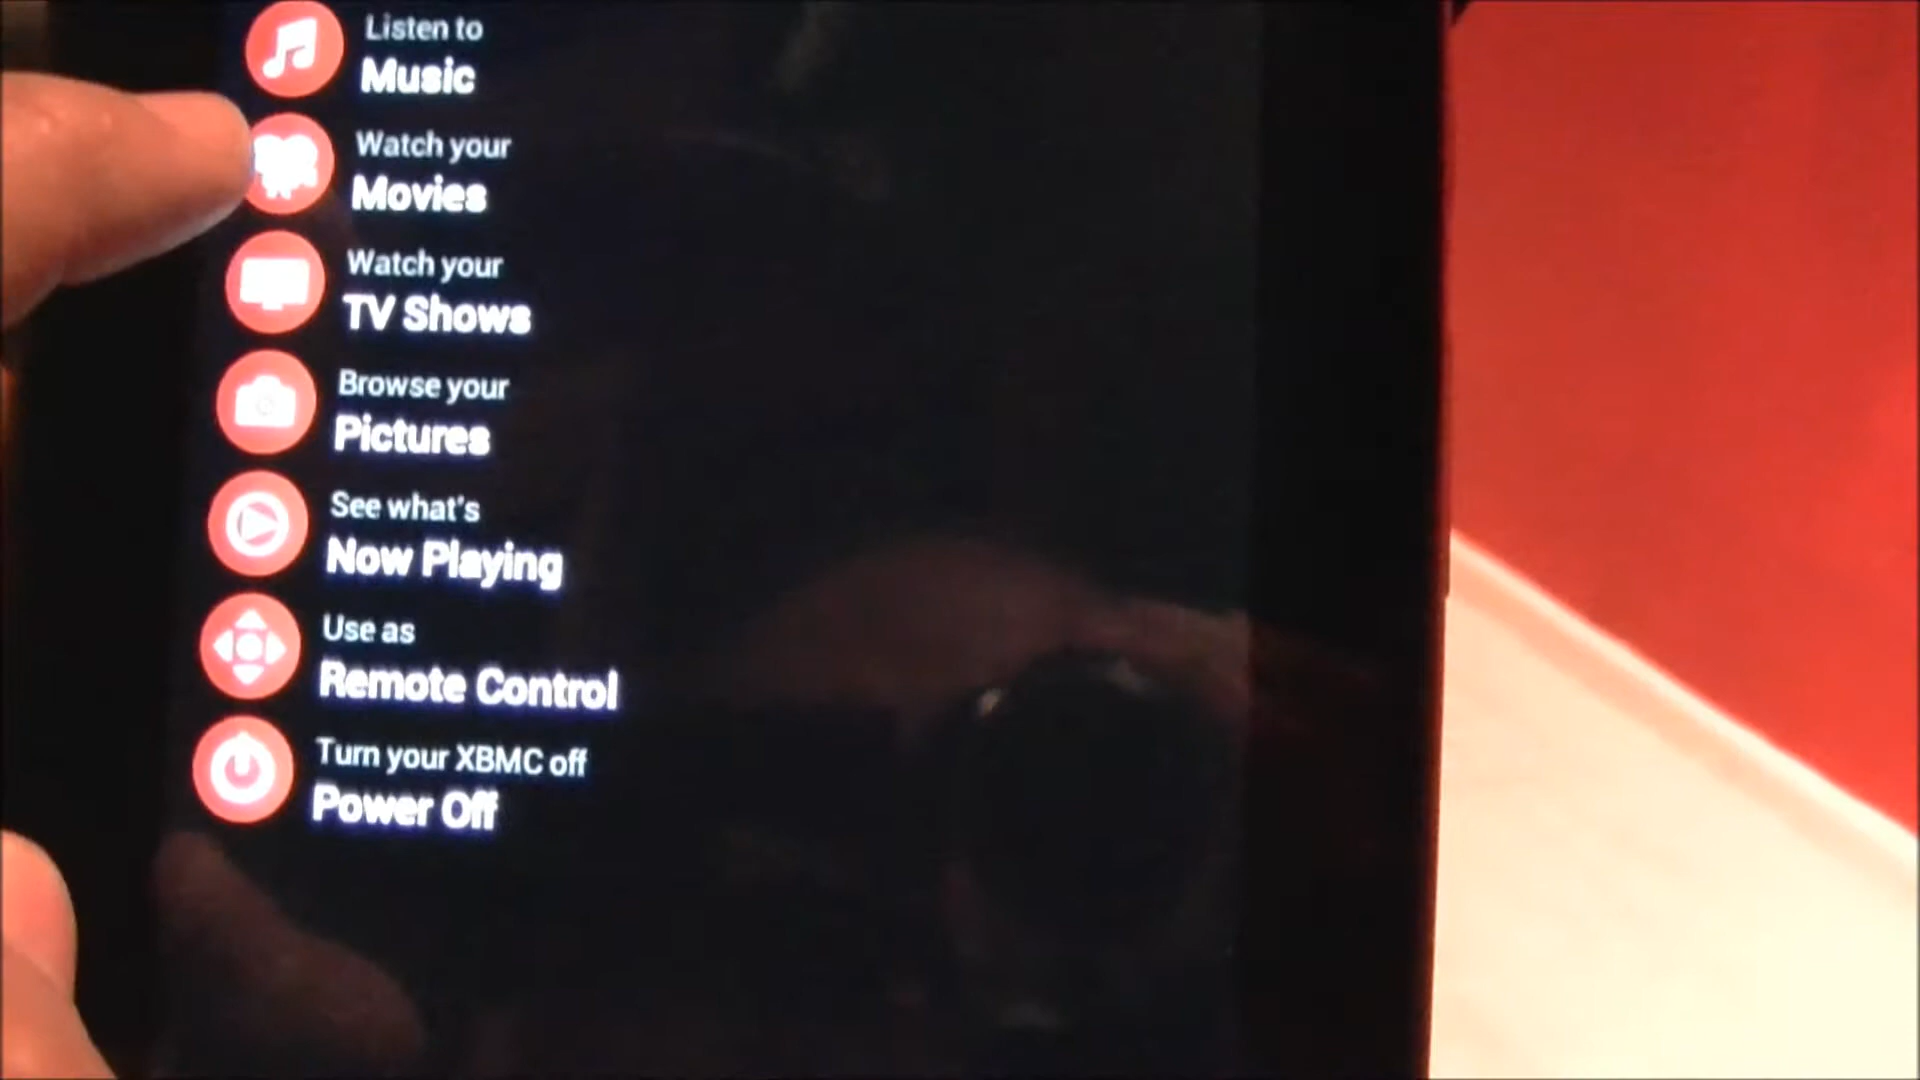 Listen to
Music
Watch your
Movies
Watch your
TV Shows
Browse your
Pictures
See what's
Now Playing
Use as
Remote Control
Turn your XBMC off
Power Off